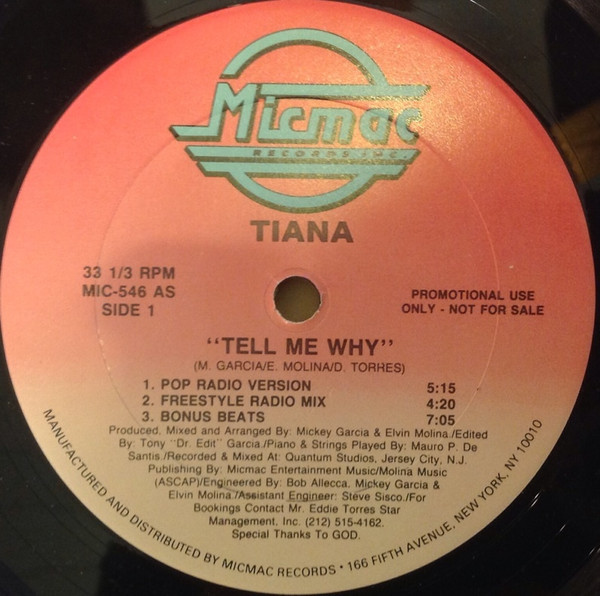 Micmac
RECORDS INC.
TIANA
33 1/3 RPM
MIC-546 AS
SIDE 1
PROMOTIONAL USE
ONLY - NOT FOR SALE
"TELL ME WHY"
(M. GARCIA/E. MOLINA/D. TORRES)
1. POP RADIO VERSION 5:15
2. FREESTYLE RADIO MIX 4:20
3. BONUS BEATS 7:05
Produced, Mixed and Arranged By: Mickey Garcia & Elvin Molina./Edited
By: Tony "Dr. Edit" Garcia./Piano & Strings Played By: Mauro P. De
Santis./Recorded & Mixed At: Quantum Studios, Jersey City, N.J.
Publishing By: Micmac Entertainment Music/Molina Music
(ASCAP)/Engineered By: Bob Allecca, Mickey Garcia &
Elvin Molina./Assistant Engineer: Steve Sisco./For
Bookings Contact Mr. Eddie Torres Star
Management, Inc. (212) 515-4162.
Special Thanks To GOD.
MANUFACTURED AND DISTRIBUTED BY MICMAC RECORDS • 166 FIFTH AVENUE, NEW YORK, NY 10010